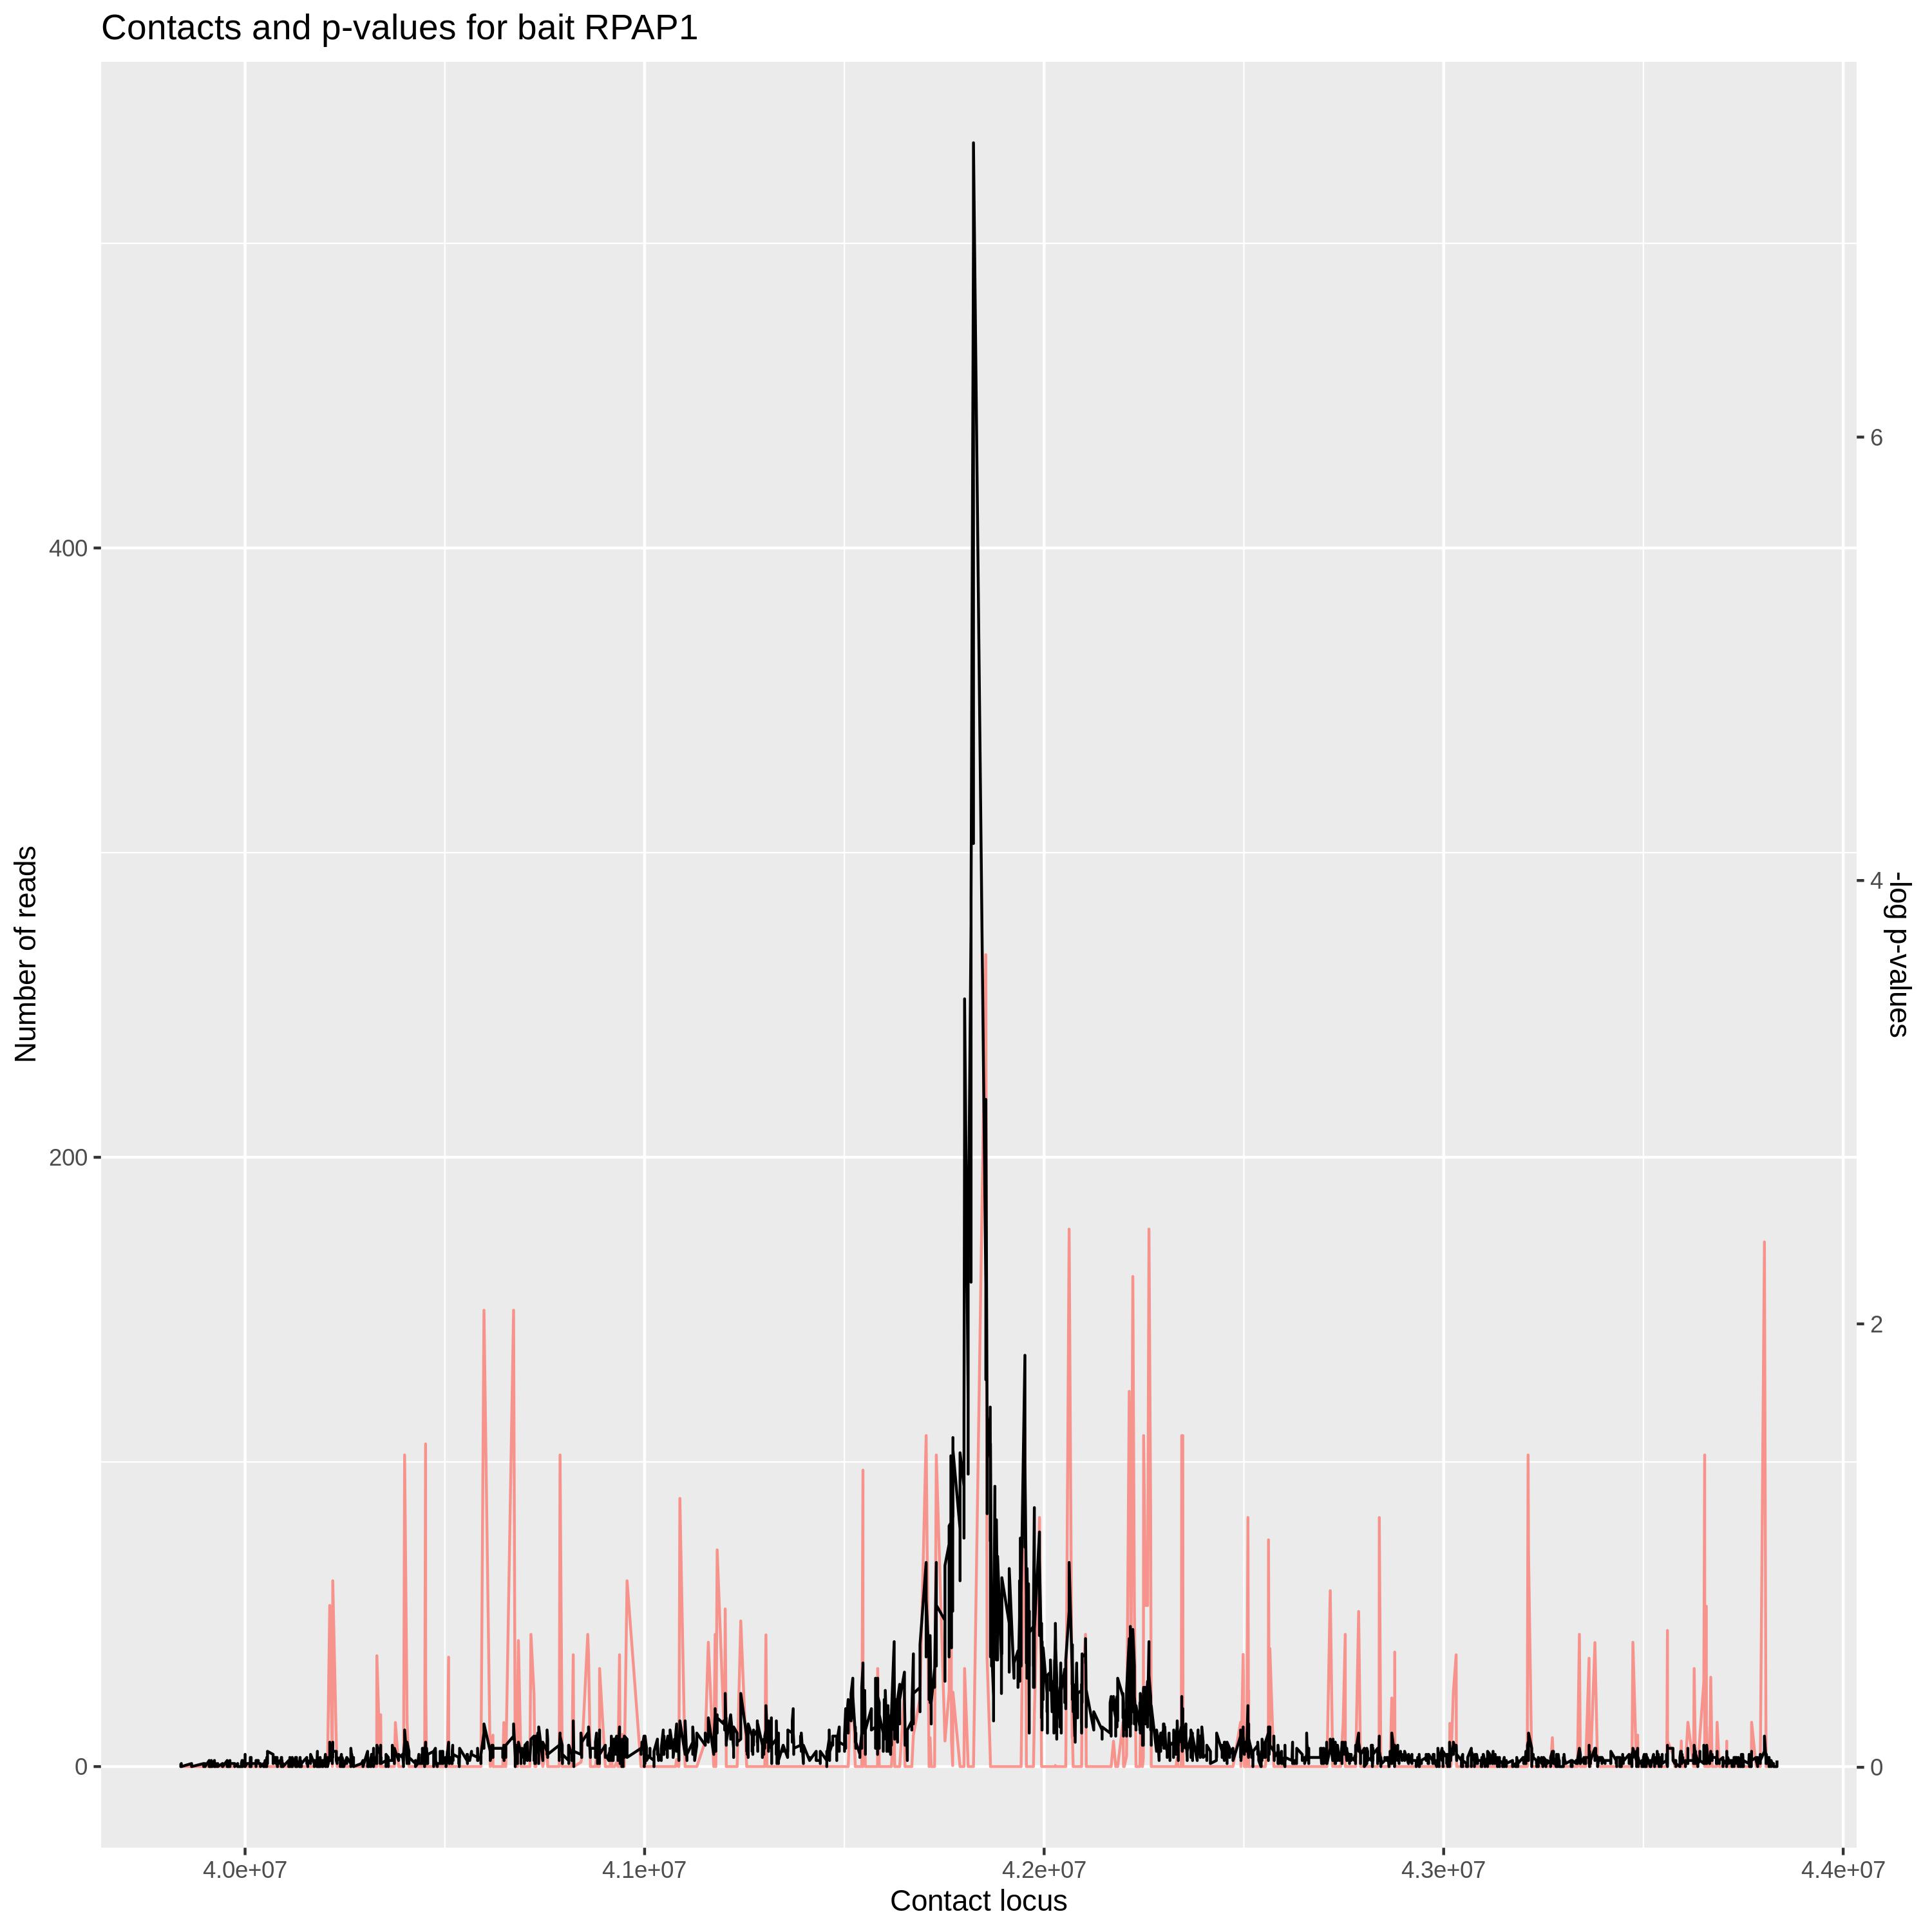 Contacts and p-values for bait RPAP1
Number of reads
400
200
0
6
4
2
0
-log p-values
4.0e+07 4.1e+07 4.2e+07 4.3e+07 4.4e+07
Contact locus